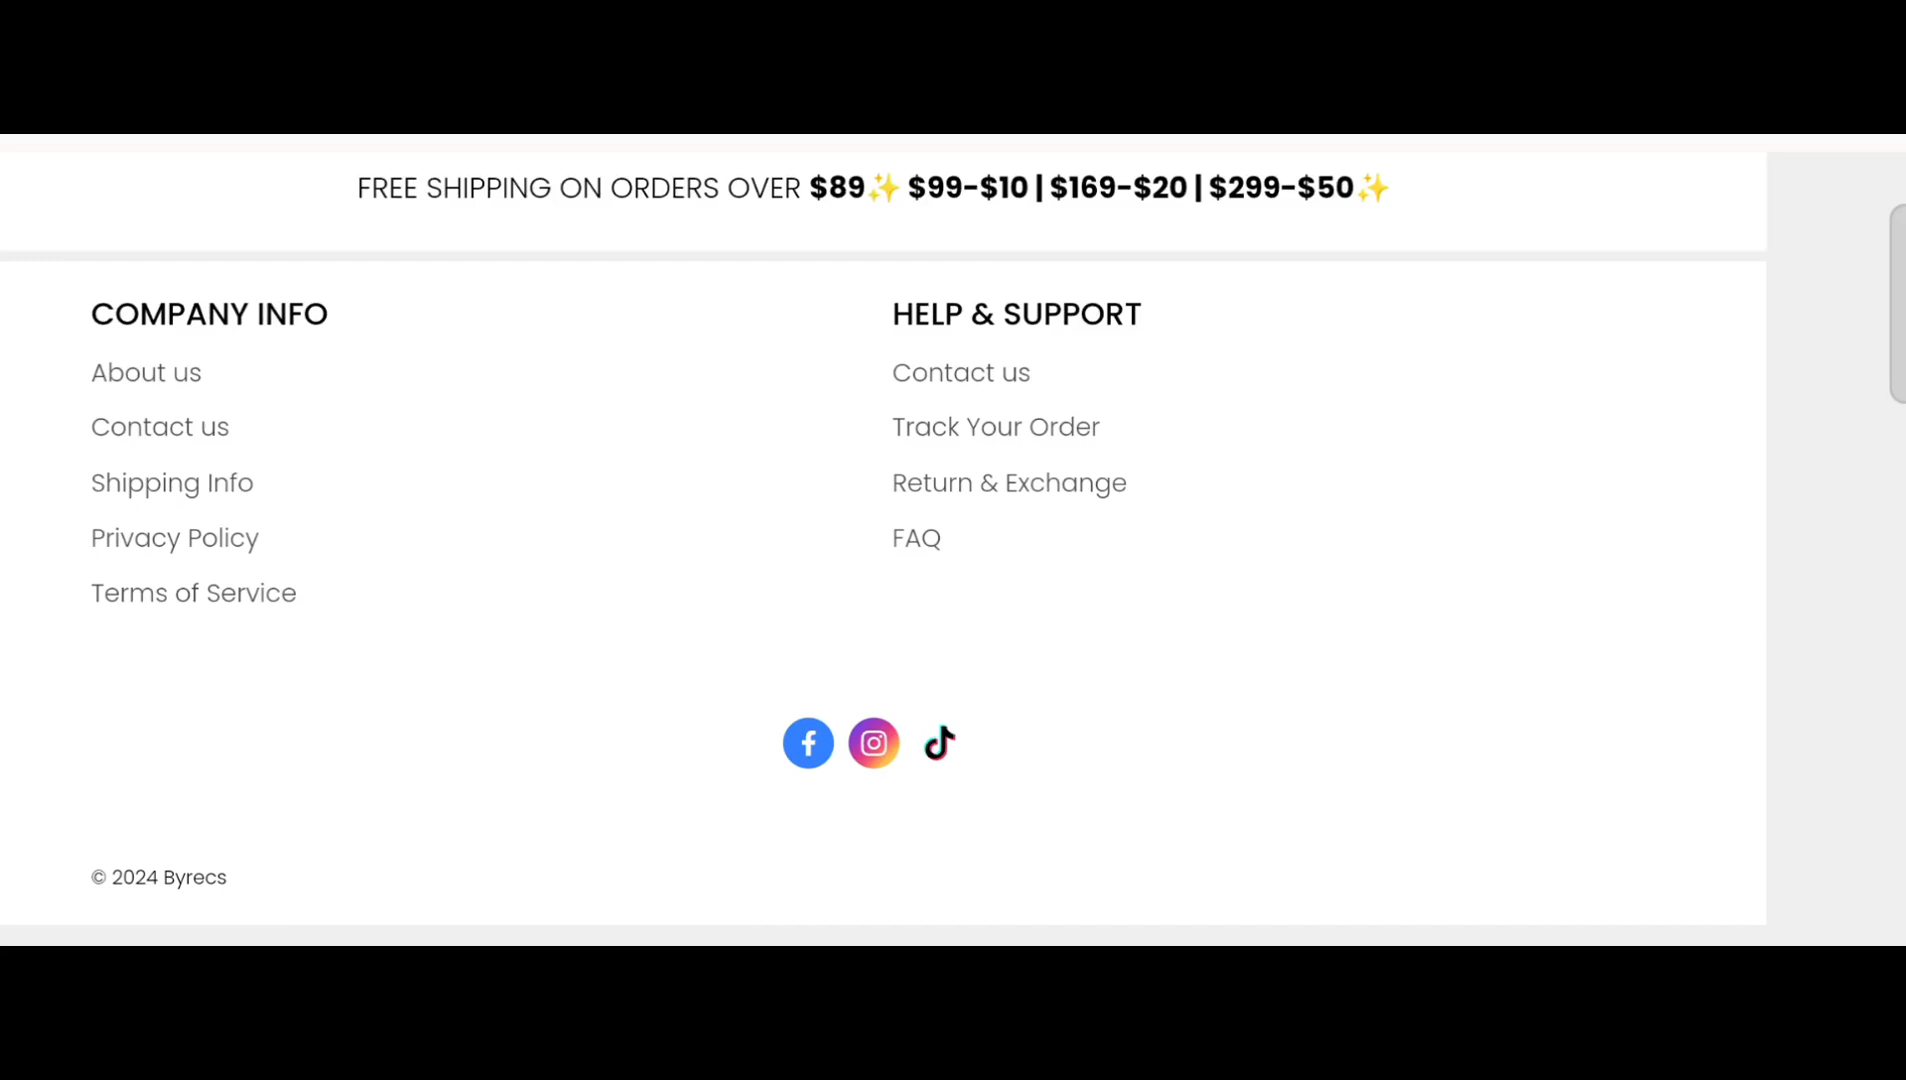 FREE SHIPPING ON ORDERS OVER $89✨ $99-$10 | $169-$20 | $299-$50✨
COMPANY INFO
About us
Contact us
Shipping Info
Privacy Policy
Terms of Service
HELP & SUPPORT
Contact us
Track Your Order
Return & Exchange
FAQ
© 2024 Byrecs